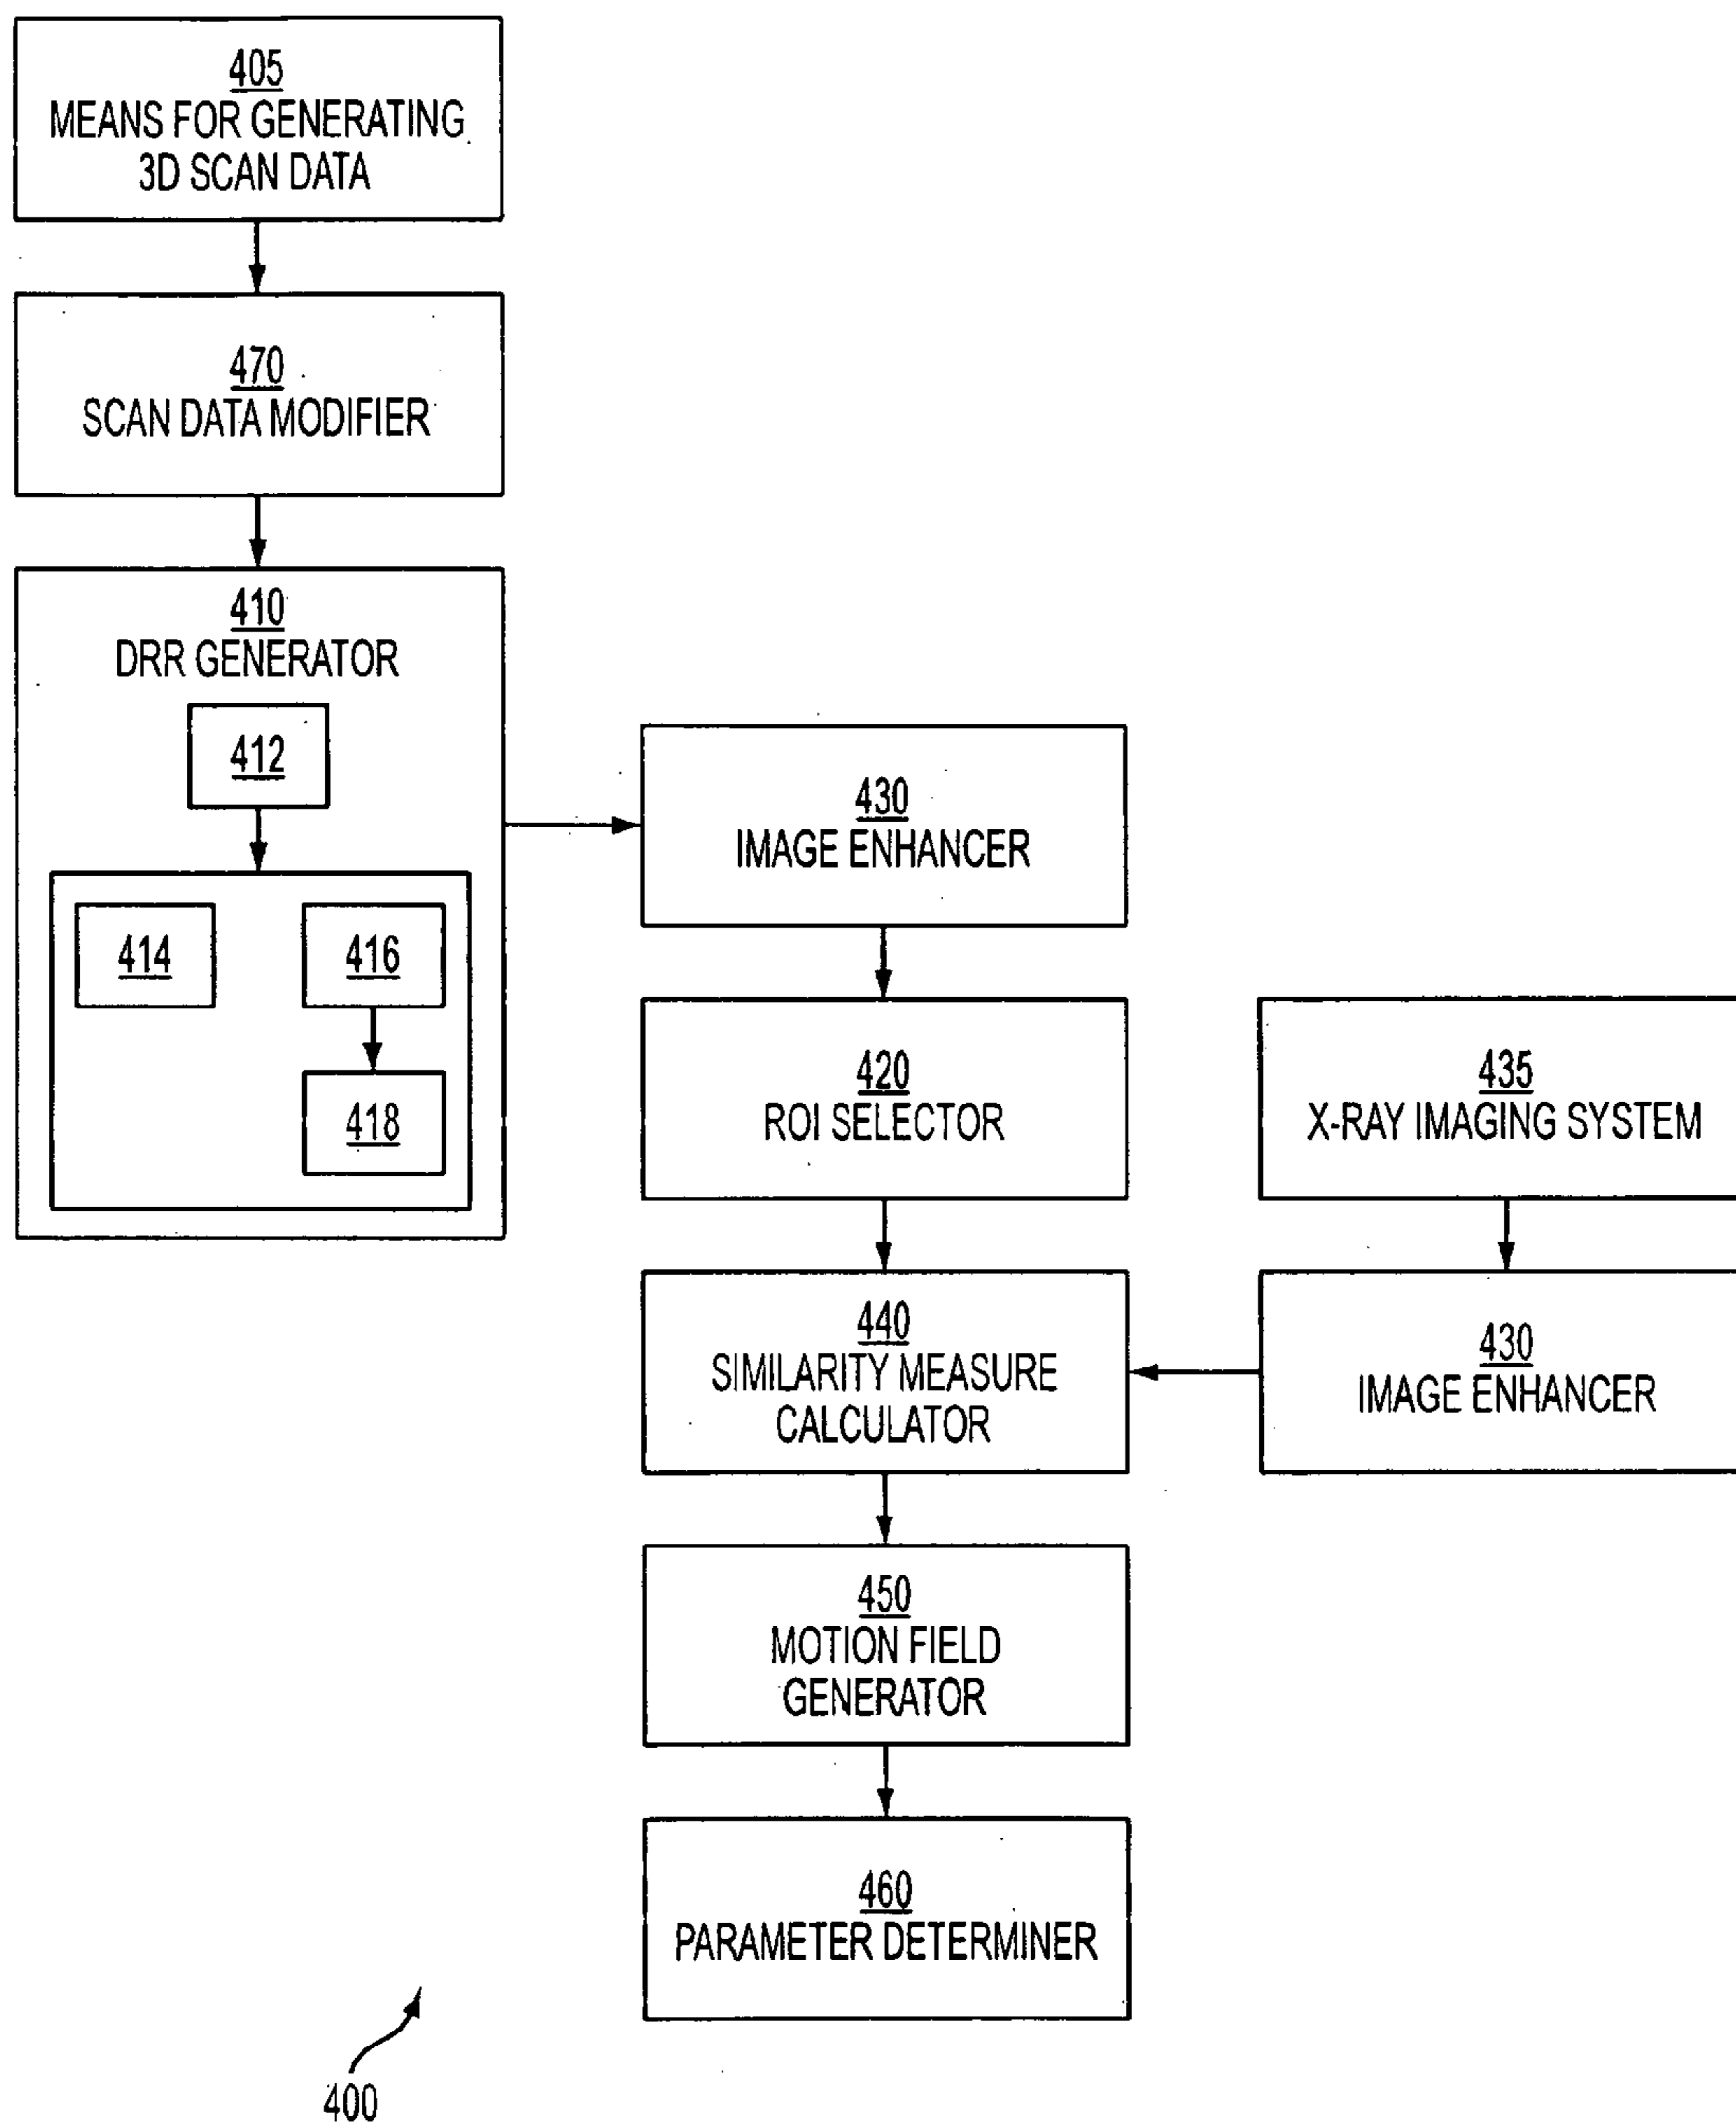 405
MEANS FOR GENERATING
3D SCAN DATA
470
SCAN DATA MODIFIER
410
DRR GENERATOR
412
414
416
418
430
IMAGE ENHANCER
420
ROI SELECTOR
435
X-RAY IMAGING SYSTEM
440
SIMILARITY MEASURE
CALCULATOR
430
IMAGE ENHANCER
450
MOTION FIELD
GENERATOR
460
PARAMETER DETERMINER
400